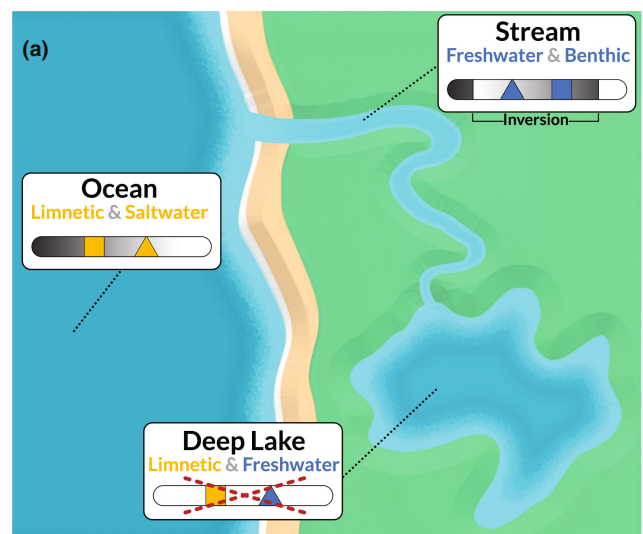 (a)
Stream
Freshwater & Benthic
Inversion
Ocean
Limnetic & Saltwater
Deep Lake
Limnetic & Freshwater